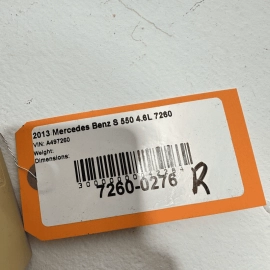 2013 Mercedes Benz S 550 4.6L 7260
VIN: A497260
Weight:
Dimensions:
7260-0276 R